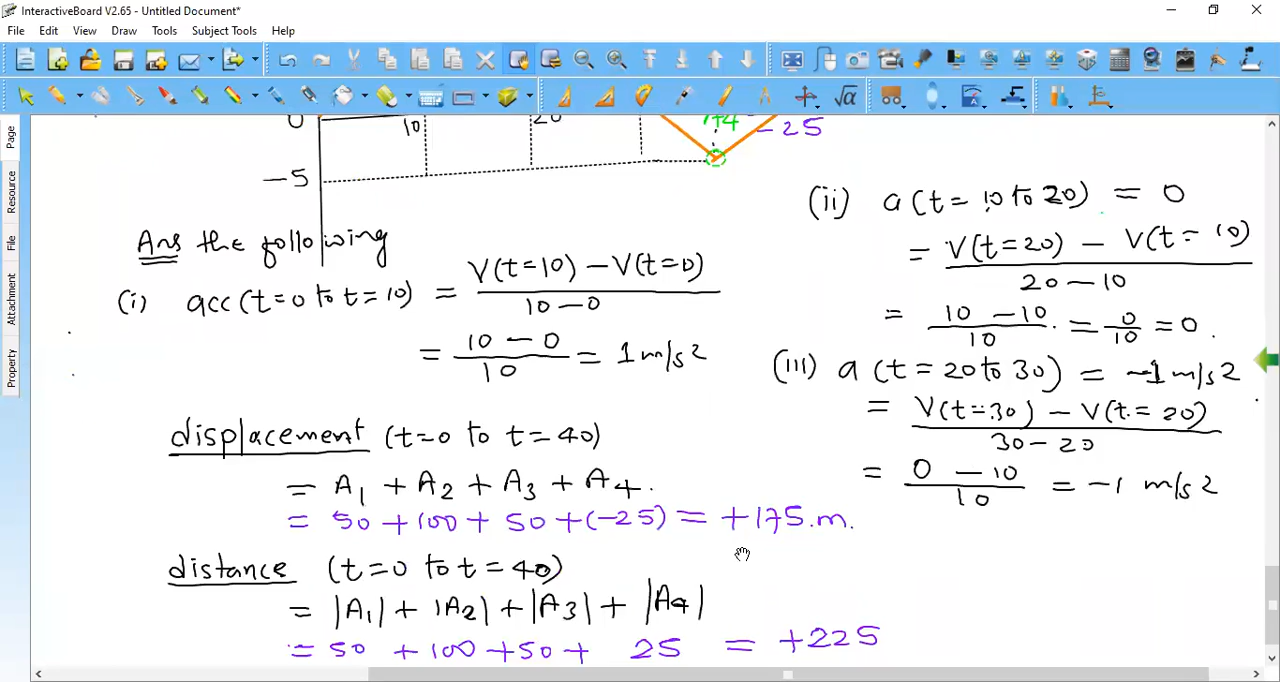 InteractiveBoard V2.65 - Untitled Document*
File Edit View Draw Tools Subject Tools Help
Page
Resource
File
Attachment
Property
0 10 20 A4 -25
-5
Ans the following
(i) acc (t=0 to t=10) = V(t=10) - V(t=0) / 10-0
= 10 - 0 / 10 = 1 m/s2
(ii) a (t= 10 to 20) = 0
= V(t=20) - V(t= 10) / 20 - 10
= 10 - 10 / 10 = 0/10 = 0.
(iii) a (t = 20 to 30) = -1 m/s2
= V(t=30) - V(t= 20) / 30 - 20
= 0 - 10 / 10 = -1 m/s2
displacement (t=0 to t=40)
= A1 + A2 + A3 + A4.
= 50 + 100 + 50 + (-25) = +175.m.
distance (t=0 to t=40)
= |A1| + |A2| + |A3| + |A4|
= 50 + 100 + 50 + 25 = +225